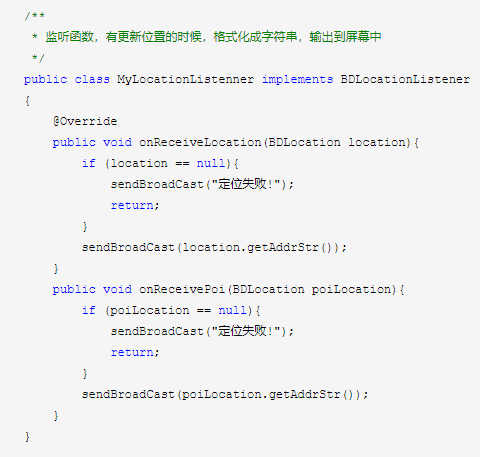 /**
 * 监听函数，有更新位置的时候，格式化成字符串，输出到屏幕中
 */
public class MyLocationListenner implements BDLocationListener
{
    @Override
    public void onReceiveLocation(BDLocation location){
        if (location == null){
            sendBroadCast("定位失败!");
            return;
        }
        sendBroadCast(location.getAddrStr());
    }
    public void onReceivePoi(BDLocation poiLocation){
        if (poiLocation == null){
            sendBroadCast("定位失败!");
            return;
        }
        sendBroadCast(poiLocation.getAddrStr());
    }
}